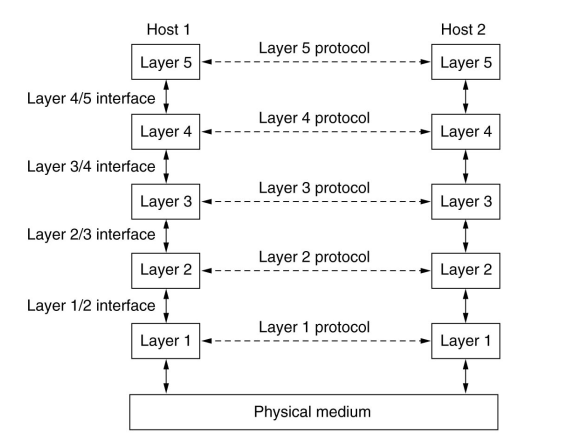 Host 1
Host 2
Layer 5 protocol
Layer 5
Layer 5
Layer 4/5 interface
Layer 4 protocol
Layer 4
Layer 4
Layer 3/4 interface
Layer 3 protocol
Layer 3
Layer 3
Layer 2/3 interface
Layer 2 protocol
Layer 2
Layer 2
Layer 1/2 interface
Layer 1 protocol
Layer 1
Layer 1
Physical medium